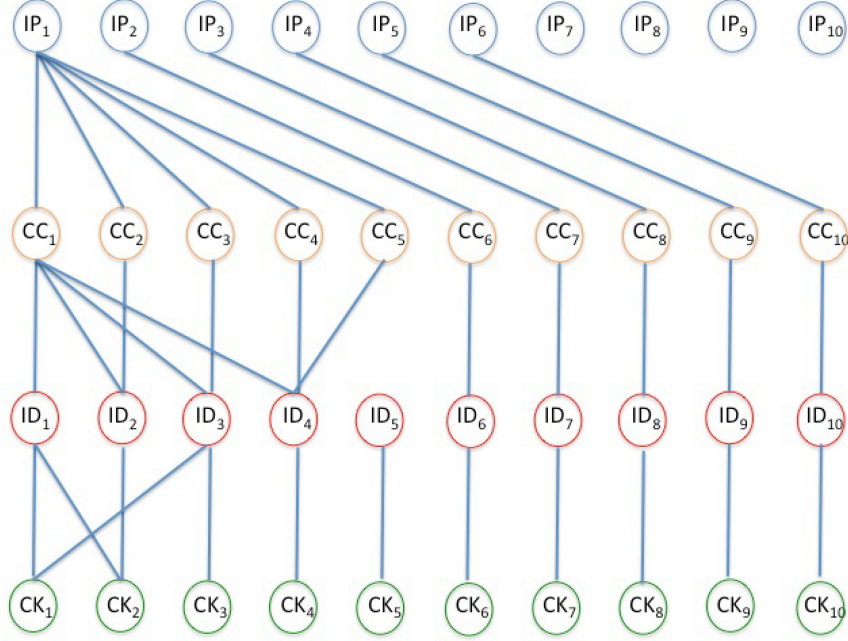 IP1 IP2 IP3 IP4 IP5 IP6 IP7 IP8 IP9 IP10
CC1 CC2 CC3 CC4 CC5 CC6 CC7 CC8 CC9 CC10
ID1 ID2 ID3 ID4 ID5 ID6 ID7 ID8 ID9 ID10
CK1 CK2 CK3 CK4 CK5 CK6 CK7 CK8 CK9 CK10